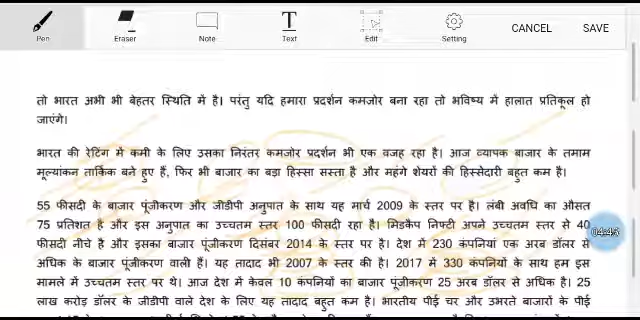 Pen
Eraser
Note
Text
Edit
Setting
CANCEL
SAVE
तो भारत अभी भी बेहतर स्थिति में है। परंतु यदि हमारा प्रदर्शन कमजोर बना रहा तो भविष्य में हालात प्रतिकूल हो
जाएंगे।
भारत की रेटिंग में कमी के लिए उसका निरंतर कमजोर प्रदर्शन भी एक वजह रहा है। आज व्यापक बाजार के तमाम
मूल्यांकन तार्किक बने हुए हैं, फिर भी बाजार का बड़ा हिस्सा सस्ता है और महंगे शेयरों की हिस्सेदारी बहुत कम है।
55 फीसदी के बाजार पूंजीकरण और जीडीपी अनुपात के साथ यह मार्च 2009 के स्तर पर है। लंबी अवधि का औसत
75 प्रतिशत है और इस अनुपात का उच्चतम स्तर 100 फीसदी रहा है। मिडकैप निफ्टी अपने उच्चतम स्तर से 40
फीसदी नीचे है और इसका बाजार पूंजीकरण दिसंबर 2014 के स्तर पर है। देश में 230 कंपनियां एक अरब डॉलर से
04:45
अधिक के बाजार पूंजीकरण वाली हैं। यह तादाद भी 2007 के स्तर की है। 2017 में 330 कंपनियों के साथ हम इस
मामले में उच्चतम स्तर पर थे। आज देश में केवल 10 कंपनियों का बाजार पूंजीकरण 25 अरब डॉलर से अधिक है। 25
लाख करोड़ डॉलर के जीडीपी वाले देश के लिए यह तादाद बहुत कम है। भारतीय पीई चर और उभरते बाजारों के पीई